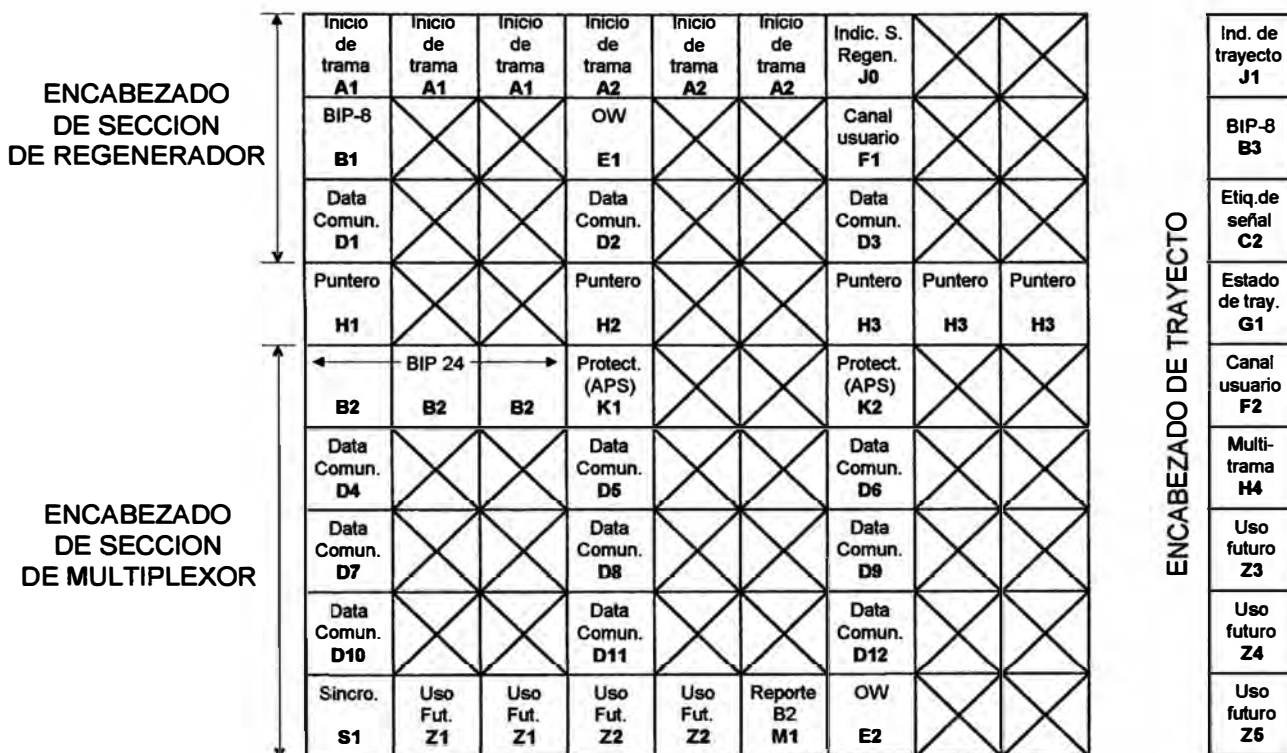 ENCABEZADO
DE SECCION
DE REGENERADOR
Inicio
de
trama
A1
Inicio
de
trama
A1
Inicio
de
trama
A1
Inicio
de
trama
A2
Inicio
de
trama
A2
Inicio
de
trama
A2
Indic. S.
Regen.
J0
BIP-8
B1
OW
E1
Canal
usuario
F1
Data
Comun.
D1
Data
Comun.
D2
Data
Comun.
D3
Puntero
H1
Puntero
H2
Puntero
H3
Puntero
H3
Puntero
H3
ENCABEZADO
DE SECCION
DE MULTIPLEXOR
BIP 24
B2
B2
B2
Protect.
(APS)
K1
Protect.
(APS)
K2
Data
Comun.
D4
Data
Comun.
D5
Data
Comun.
D6
Data
Comun.
D7
Data
Comun.
D8
Data
Comun.
D9
Data
Comun.
D10
Data
Comun.
D11
Data
Comun.
D12
Sincro.
S1
Uso
Fut.
Z1
Uso
Fut.
Z1
Uso
Fut.
Z2
Uso
Fut.
Z2
Reporte
B2
M1
OW
E2
ENCABEZADO DE TRAYECTO
Ind. de
trayecto
J1
BIP-8
B3
Etiq.de
señal
C2
Estado
de tray.
G1
Canal
usuario
F2
Multi-
trama
H4
Uso
futuro
Z3
Uso
futuro
Z4
Uso
futuro
Z5